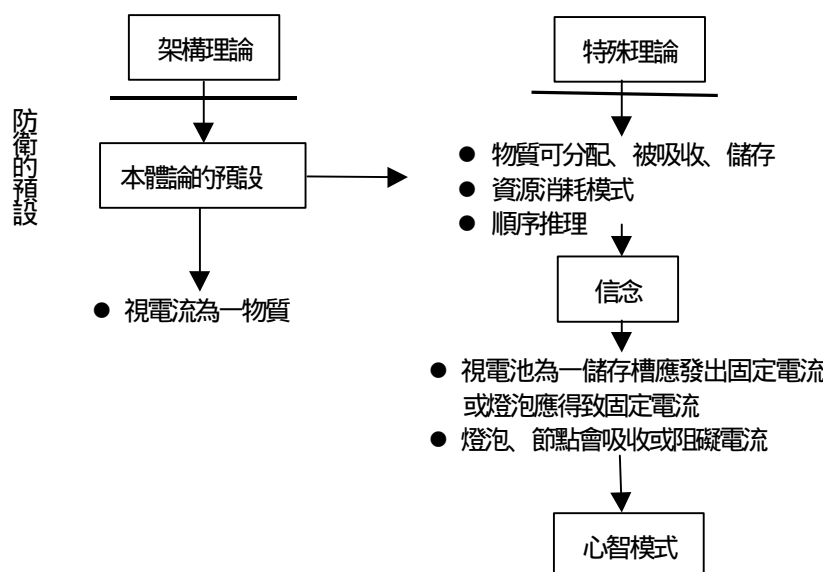 架構理論
特殊理論
防衛的預設
本體論的預設
● 物質可分配、被吸收、儲存
● 資源消耗模式
● 順序推理
● 視電流為一物質
信念
● 視電池為一儲存槽應發出固定電流
或燈泡應得致固定電流
● 燈泡、節點會吸收或阻礙電流
心智模式